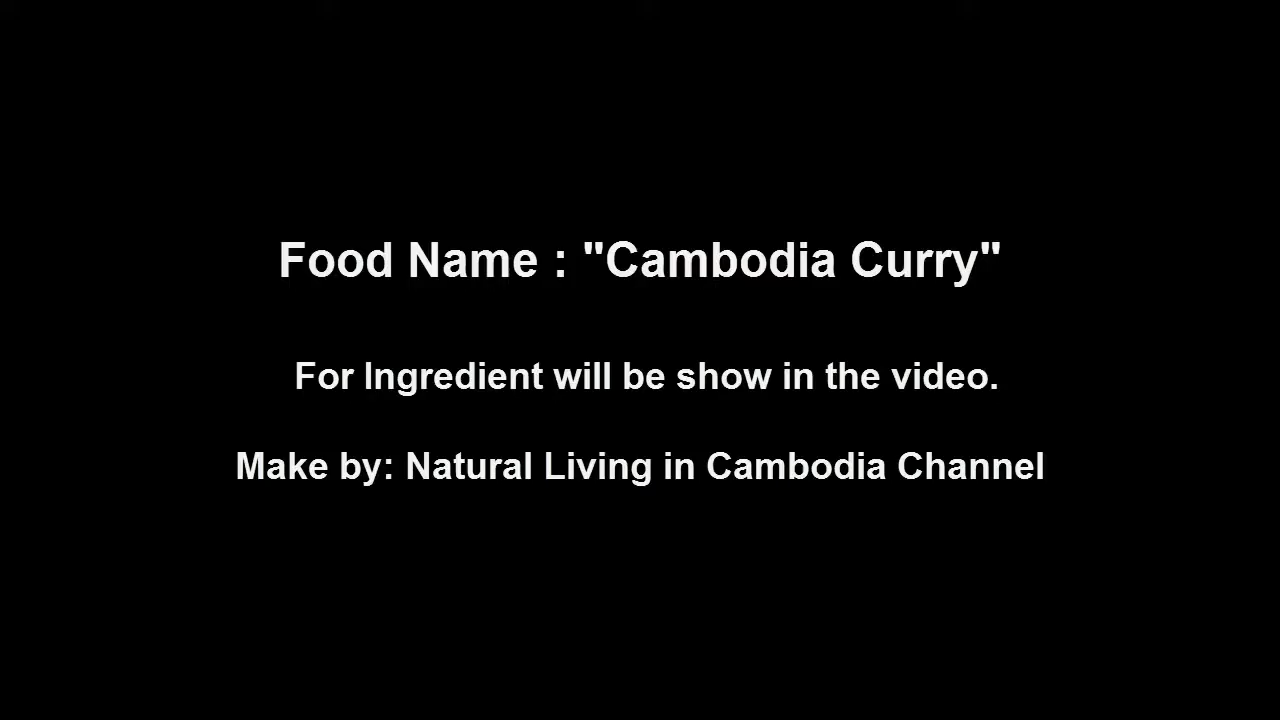 Food Name : "Cambodia Curry"
For Ingredient will be show in the video.
Make by: Natural Living in Cambodia Channel